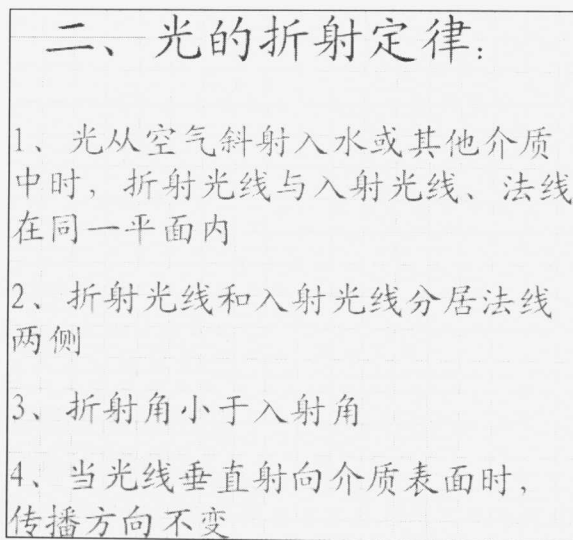 二、光的折射定律:
1、光从空气斜射入水或其他介质
中时，折射光线与入射光线、法线
在同一平面内
2、折射光线和入射光线分居法线
两侧
3、折射角小于入射角
4、当光线垂直射向介质表面时，
传播方向不变